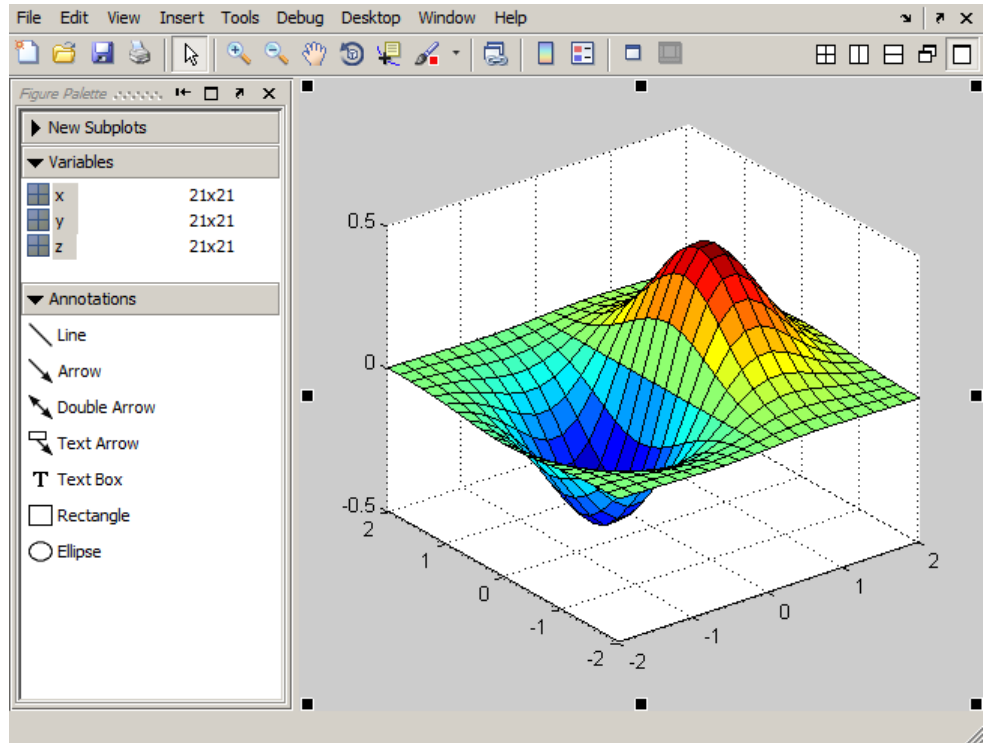 File Edit View Insert Tools Debug Desktop Window Help
Figure Palette
New Subplots
Variables
x 21x21
y 21x21
z 21x21
Annotations
Line
Arrow
Double Arrow
Text Arrow
T Text Box
Rectangle
Ellipse
0.5
0
-0.5
2
1
0
-1
-2
-2
-1
0
1
2